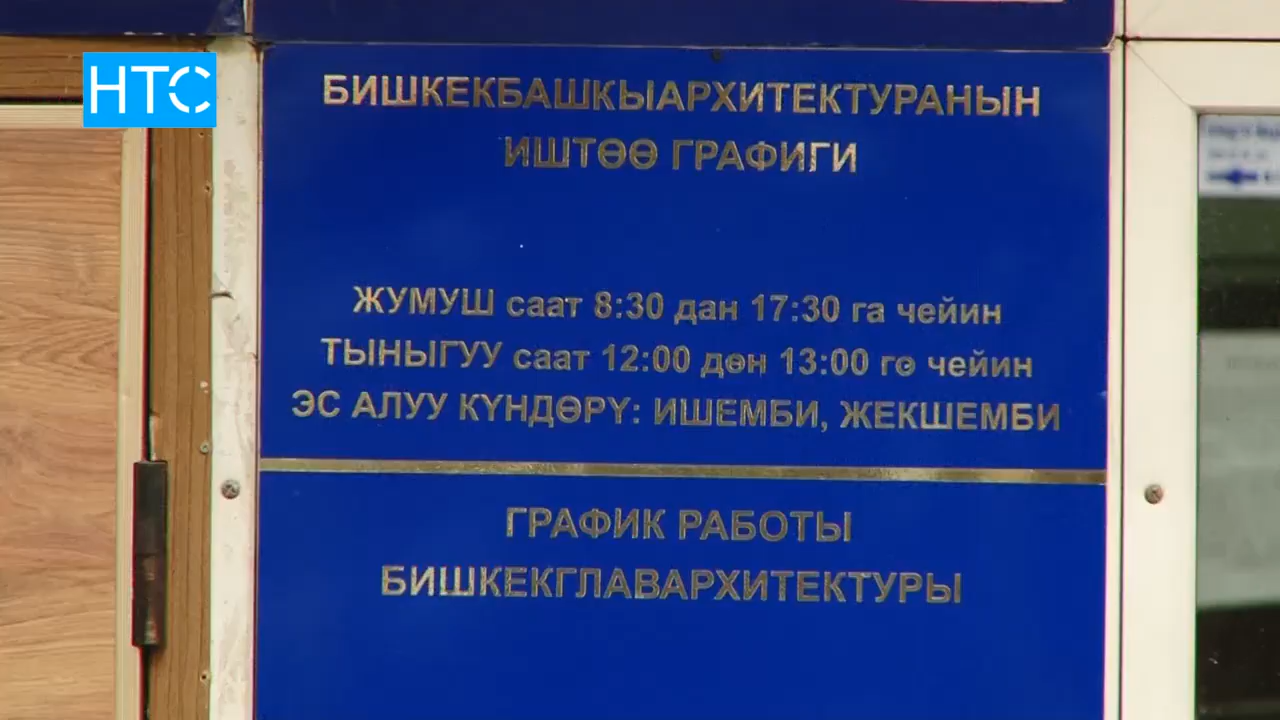 НТС
БИШКЕКБАШКЫАРХИТЕКТУРАНЫН
ИШТӨӨ ГРАФИГИ
ЖУМУШ саат 8:30 дан 17:30 га чейин
ТЫНЫГУУ саат 12:00 дөн 13:00 гө чейин
ЭС АЛУУ КҮНДӨРҮ: ИШЕМБИ, ЖЕКШЕМБИ
ГРАФИК РАБОТЫ
БИШКЕКГЛАВАРХИТЕКТУРЫ